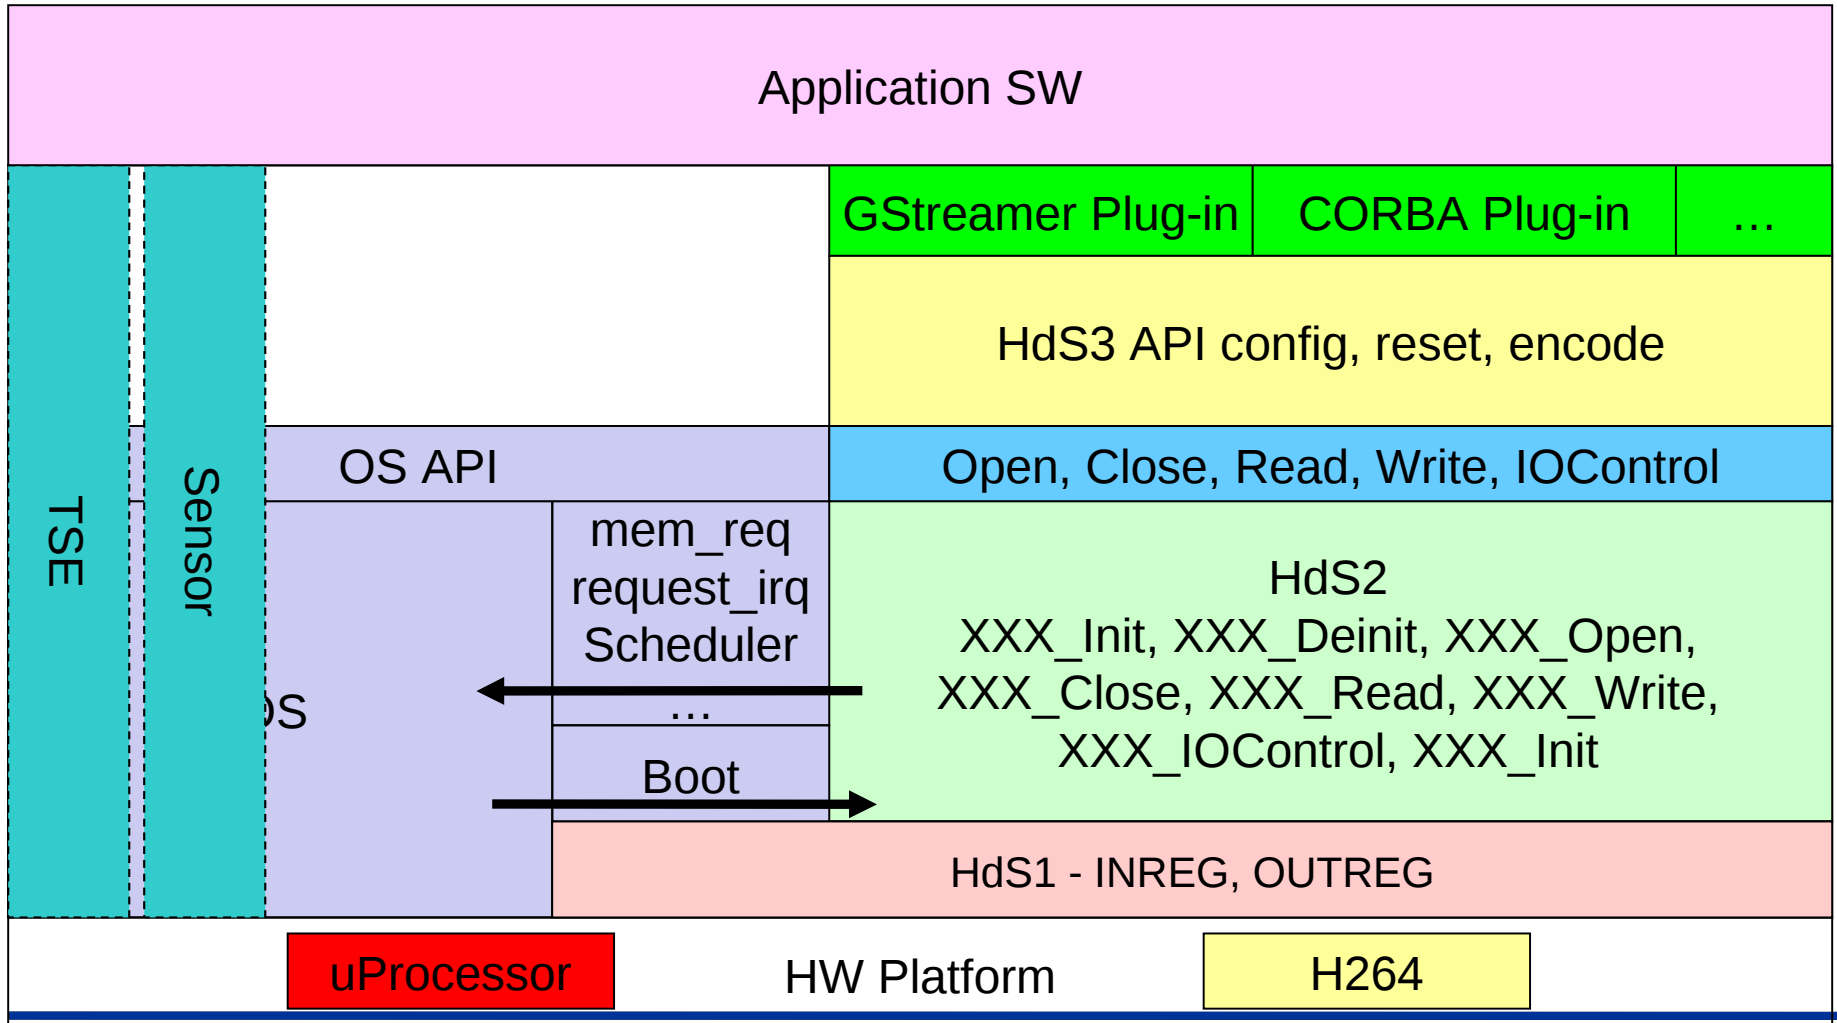 Application SW
GStreamer Plug-in
CORBA Plug-in
…
HdS3 API config, reset, encode
OS API
Open, Close, Read, Write, IOControl
TSE
Sensor
mem_req
request_irq
Scheduler
…
HdS2
XXX_Init, XXX_Deinit, XXX_Open,
XXX_Close, XXX_Read, XXX_Write,
XXX_IOControl, XXX_Init
Boot
HdS1 - INREG, OUTREG
uProcessor
HW Platform
H264